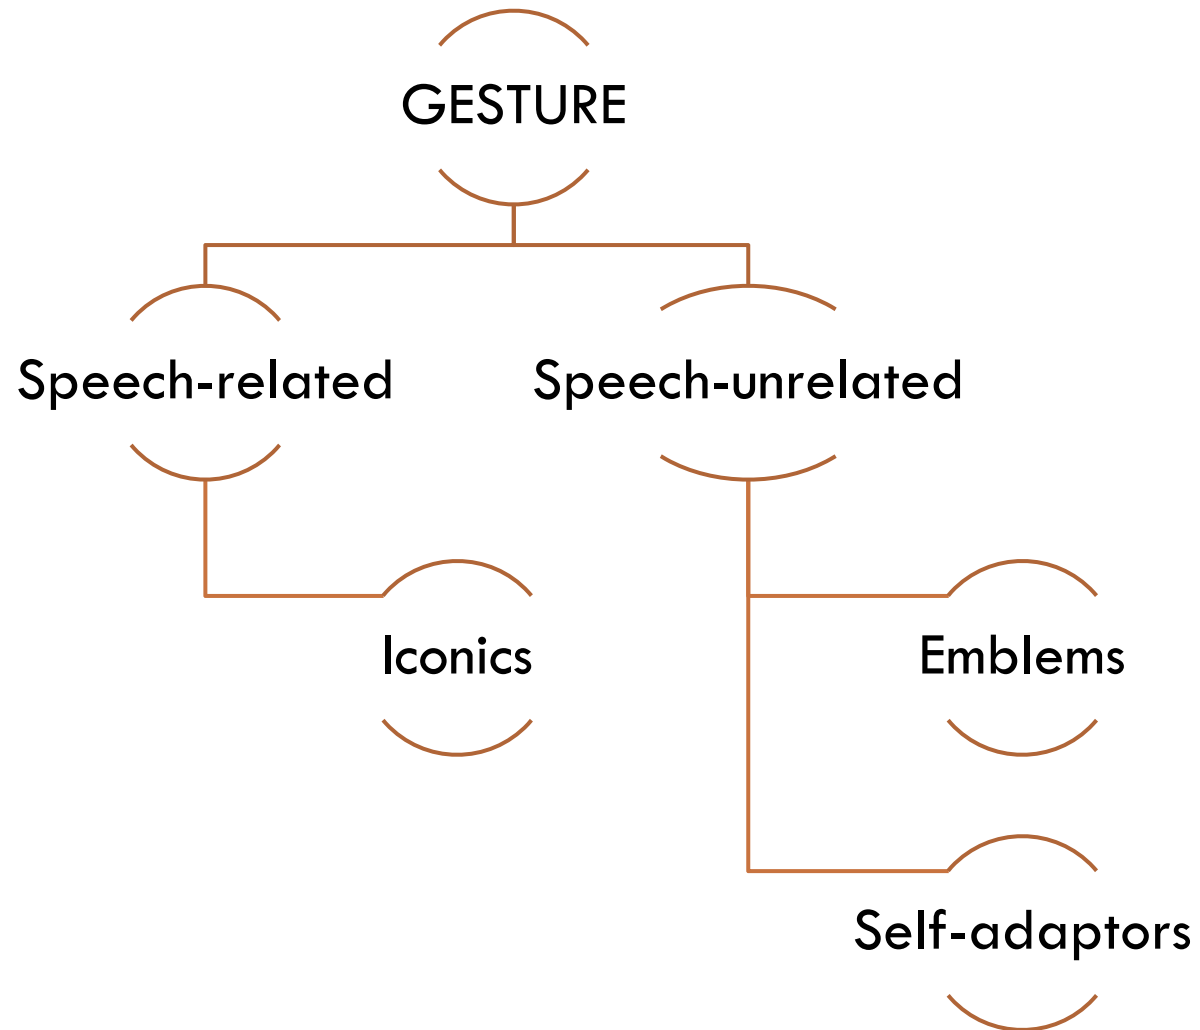 GESTURE
Speech-related
Speech-unrelated
Iconics
Emblems
Self-adaptors